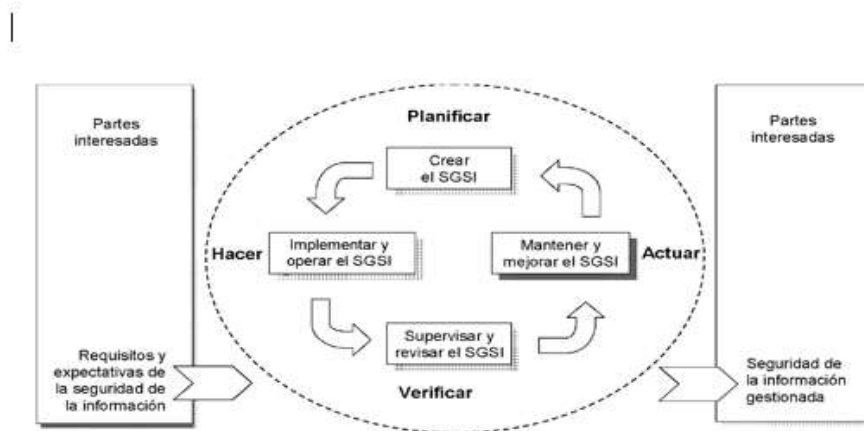 Partes
interesadas
Requisitos y
expectativas de
la seguridad de
la información
Planificar
Crear
el SGSI
Hacer
Implementar y
operar el SGSI
Mantener y
mejorar el SGSI
Actuar
Supervisar y
revisar el SGSI
Verificar
Partes
interesadas
Seguridad de
la información
gestionada